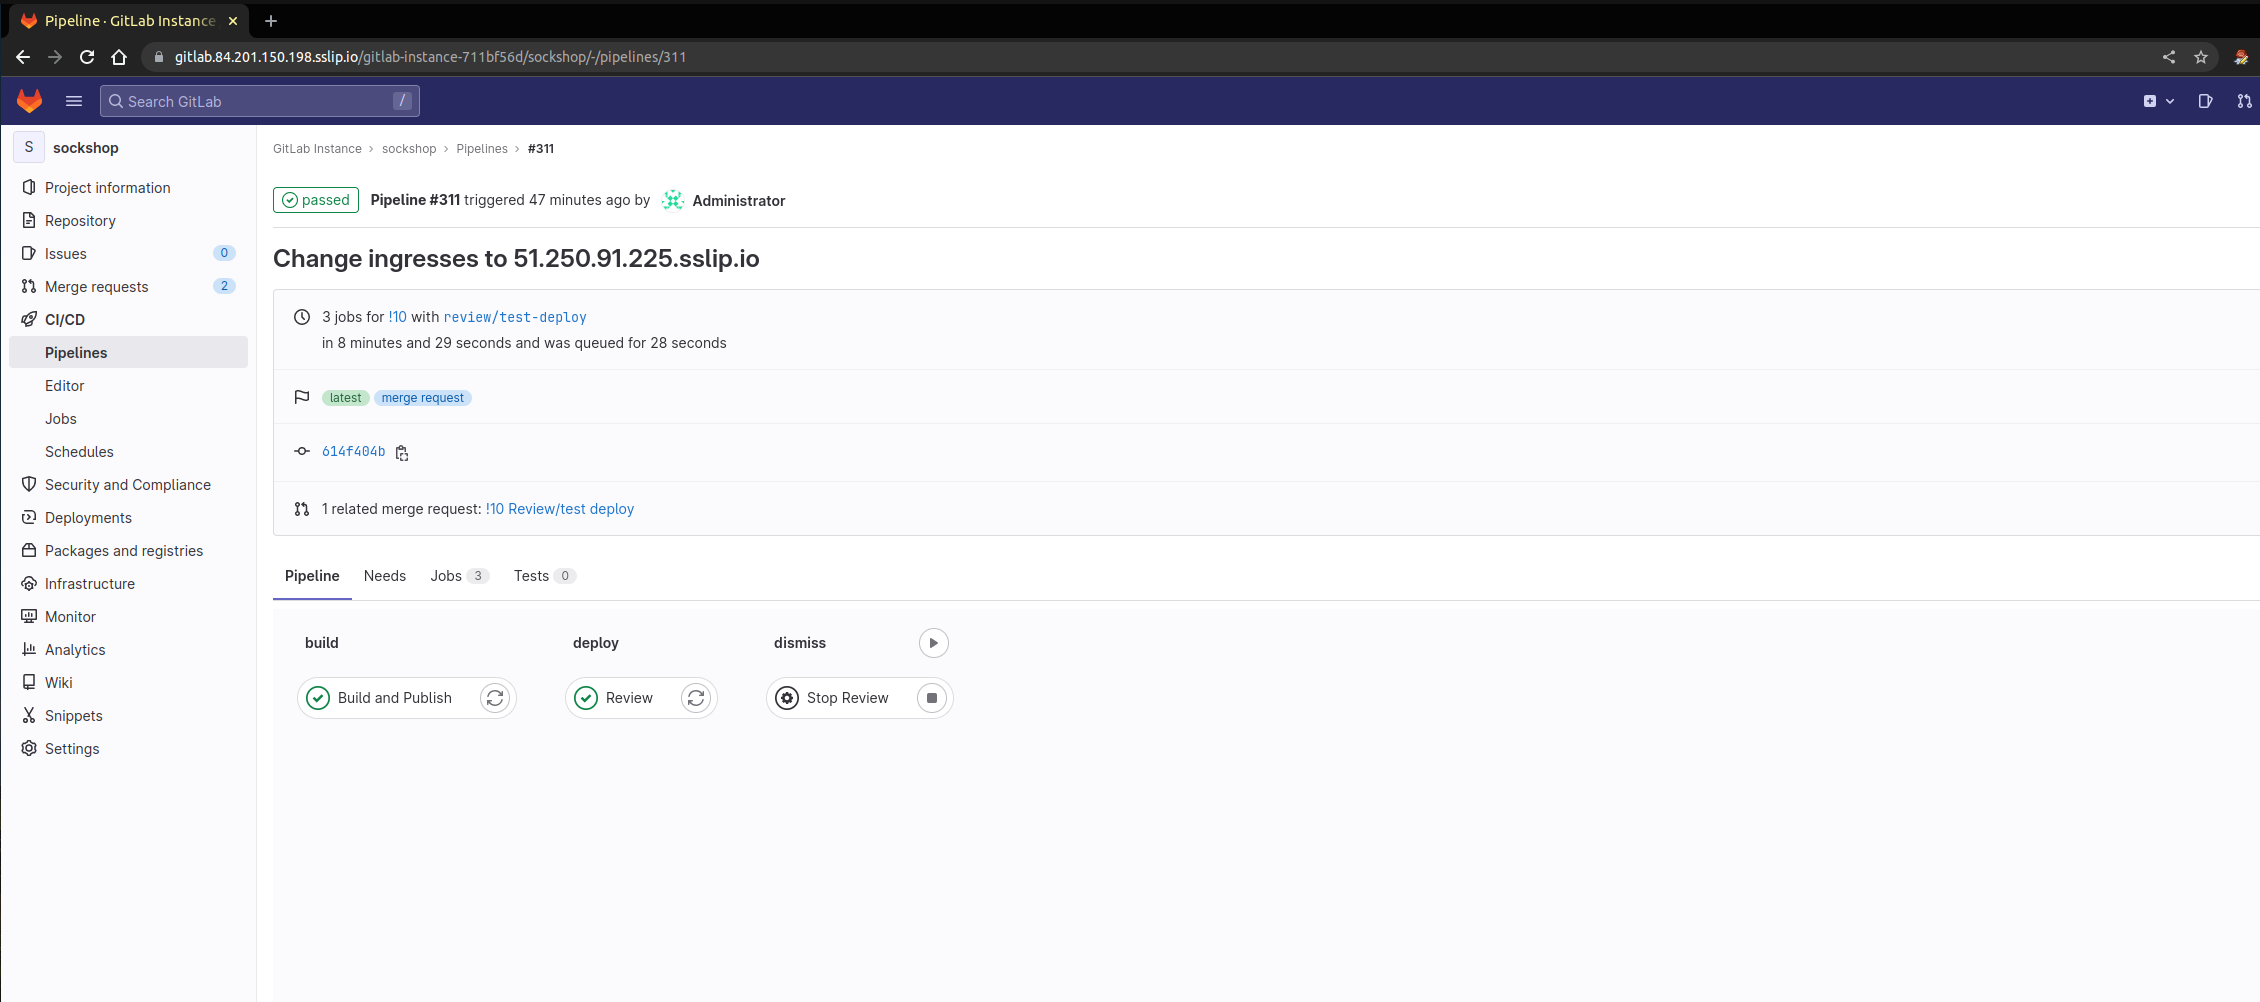 Pipeline · GitLab Instance
gitlab.84.201.150.198.sslip.io/gitlab-instance-711bf56d/sockshop/-/pipelines/311
Search GitLab /
S sockshop
Project information
Repository
Issues 0
Merge requests 2
CI/CD
Pipelines
Editor
Jobs
Schedules
Security and Compliance
Deployments
Packages and registries
Infrastructure
Monitor
Analytics
Wiki
Snippets
Settings
GitLab Instance › sockshop › Pipelines › #311
passed Pipeline #311 triggered 47 minutes ago by Administrator
Change ingresses to 51.250.91.225.sslip.io
3 jobs for !10 with review/test-deploy
in 8 minutes and 29 seconds and was queued for 28 seconds
latest merge request
614f404b
1 related merge request: !10 Review/test deploy
Pipeline Needs Jobs 3 Tests 0
build deploy dismiss
Build and Publish Review Stop Review